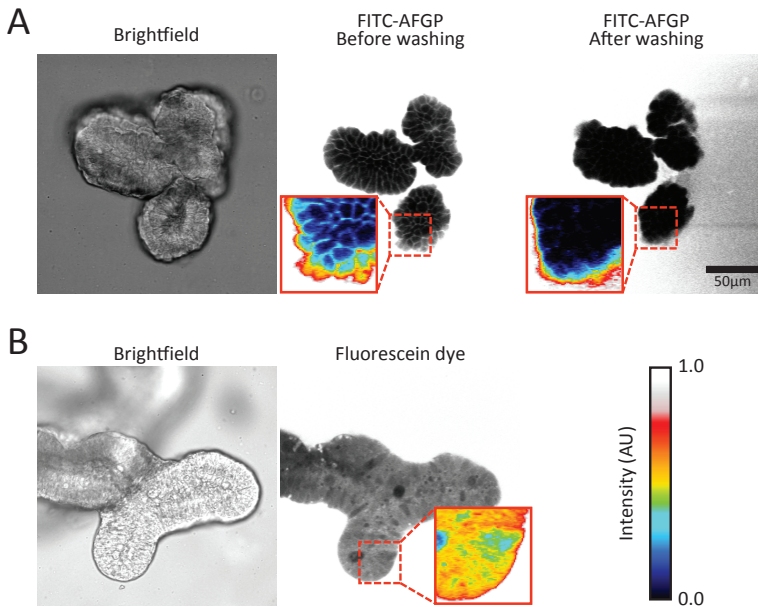 A
Brightfield
FITC-AFGP
Before washing
FITC-AFGP
After washing
50µm
B
Brightfield
Fluorescein dye
1.0
Intensity (AU)
0.0